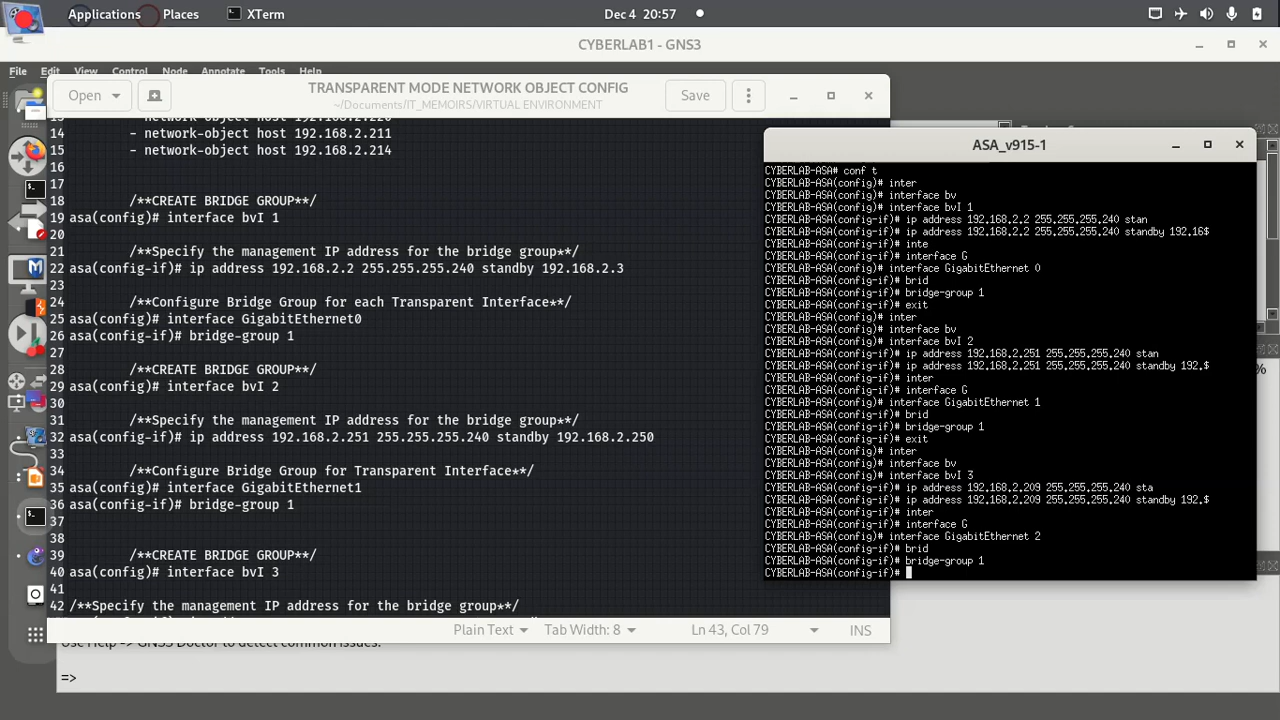 Applications Places XTerm Dec 4 20:57
CYBERLAB1 - GNS3
File Edit View Control Node Annotate Tools Help
Open TRANSPARENT MODE NETWORK OBJECT CONFIG Save
~/Documents/IT_MEMOIRS/VIRTUAL ENVIRONMENT
13 - network-object host 192.168.2.220
14 - network-object host 192.168.2.211
15 - network-object host 192.168.2.214
16
17
18 /**CREATE BRIDGE GROUP**/
19 asa(config)# interface bvI 1
20
21 /**Specify the management IP address for the bridge group**/
22 asa(config-if)# ip address 192.168.2.2 255.255.255.240 standby 192.168.2.3
23
24 /**Configure Bridge Group for each Transparent Interface**/
25 asa(config-if)# interface GigabitEthernet0
26 asa(config-if)# bridge-group 1
27
28 /**CREATE BRIDGE GROUP**/
29 asa(config)# interface bvI 2
30
31 /**Specify the management IP address for the bridge group**/
32 asa(config-if)# ip address 192.168.2.251 255.255.255.240 standby 192.168.2.250
33
34 /**Configure Bridge Group for Transparent Interface**/
35 asa(config-if)# interface GigabitEthernet1
36 asa(config-if)# bridge-group 1
37
38
39 /**CREATE BRIDGE GROUP**/
40 asa(config)# interface bvI 3
41
42 /**Specify the management IP address for the bridge group**/
Plain Text Tab Width: 8 Ln 43, Col 79 INS
Use Help -> GNS3 Doctor to detect common issues.
=>
ASA_v915-1
CYBERLAB-ASA# conf t
CYBERLAB-ASA(config)# inter
CYBERLAB-ASA(config)# interface bv
CYBERLAB-ASA(config)# interface bvI 1
CYBERLAB-ASA(config-if)# ip address 192.168.2.2 255.255.255.240 stan
CYBERLAB-ASA(config-if)# ip address 192.168.2.2 255.255.255.240 standby 192.16$
CYBERLAB-ASA(config-if)# inte
CYBERLAB-ASA(config-if)# interface G
CYBERLAB-ASA(config-if)# interface GigabitEthernet 0
CYBERLAB-ASA(config-if)# brid
CYBERLAB-ASA(config-if)# bridge-group 1
CYBERLAB-ASA(config-if)# exit
CYBERLAB-ASA(config)# inter
CYBERLAB-ASA(config)# interface bv
CYBERLAB-ASA(config)# interface bvI 2
CYBERLAB-ASA(config-if)# ip address 192.168.2.251 255.255.255.240 stan
CYBERLAB-ASA(config-if)# ip address 192.168.2.251 255.255.255.240 standby 192.$
CYBERLAB-ASA(config-if)# inter
CYBERLAB-ASA(config-if)# interface G
CYBERLAB-ASA(config-if)# interface GigabitEthernet 1
CYBERLAB-ASA(config-if)# brid
CYBERLAB-ASA(config-if)# bridge-group 1
CYBERLAB-ASA(config-if)# exit
CYBERLAB-ASA(config)# inter
CYBERLAB-ASA(config)# interface bv
CYBERLAB-ASA(config)# interface bvI 3
CYBERLAB-ASA(config-if)# ip address 192.168.2.209 255.255.255.240 sta
CYBERLAB-ASA(config-if)# ip address 192.168.2.209 255.255.255.240 standby 192.$
CYBERLAB-ASA(config-if)# inter
CYBERLAB-ASA(config-if)# interface G
CYBERLAB-ASA(config-if)# interface GigabitEthernet 2
CYBERLAB-ASA(config-if)# brid
CYBERLAB-ASA(config-if)# bridge-group 1
CYBERLAB-ASA(config-if)#
%